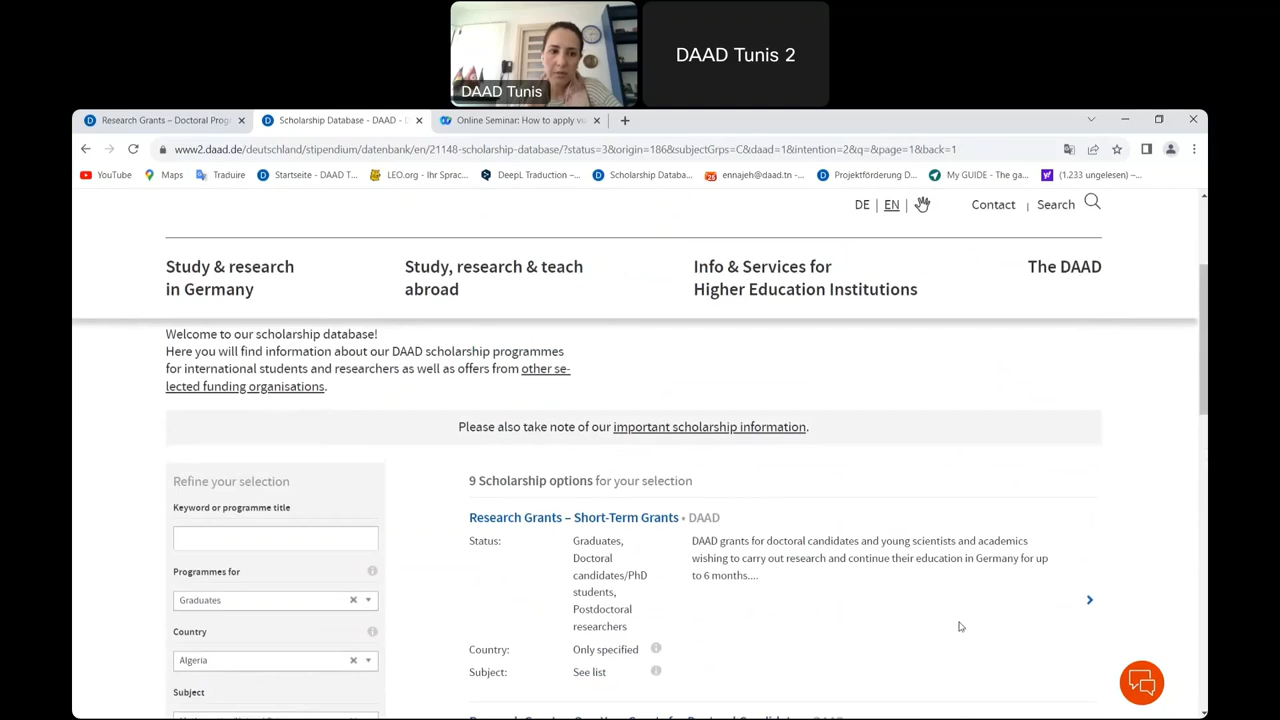 DAAD Tunis
DAAD Tunis 2
Research Grants – Doctoral Prog
Scholarship Database - DAAD - D
Online Seminar: How to apply vi
www2.daad.de/deutschland/stipendium/datenbank/en/21148-scholarship-database/?status=3&origin=186&subjectGrps=C&daad=1&intention=2&q=&page=1&back=1
YouTube
Maps
Traduire
Startseite - DAAD T...
LEO.org - Ihr Sprac...
DeepL Traduction –...
Scholarship Databa...
ennajeh@daad.tn -...
Projektförderung D...
My GUIDE - The ga...
(1.233 ungelesen) –...
DE | EN
Contact | Search
Study & research
in Germany
Study, research & teach
abroad
Info & Services for
Higher Education Institutions
The DAAD
Welcome to our scholarship database!
Here you will find information about our DAAD scholarship programmes
for international students and researchers as well as offers from other se-
lected funding organisations.
Please also take note of our important scholarship information.
Refine your selection
Keyword or programme title
Programmes for
Graduates
Country
Algeria
Subject
9 Scholarship options for your selection
Research Grants – Short-Term Grants • DAAD
Status:
Graduates,
Doctoral
candidates/PhD
students,
Postdoctoral
researchers
DAAD grants for doctoral candidates and young scientists and academics
wishing to carry out research and continue their education in Germany for up
to 6 months....
Country: Only specified
Subject: See list